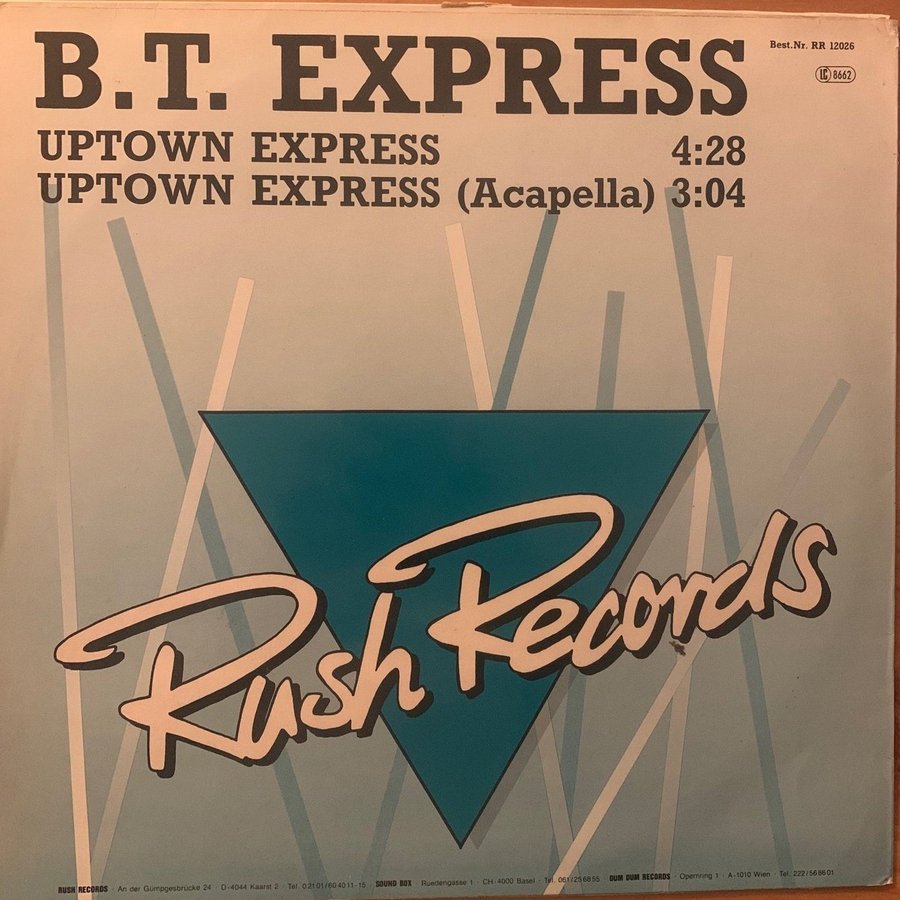 B.T. EXPRESS
Best.Nr. RR 12026
LC 8662
UPTOWN EXPRESS 4:28
UPTOWN EXPRESS (Acapella) 3:04
Rush Records
RUSH RECORDS · An der Gümpgesbrücke 24 · D-4044 Kaarst 2 · Tel. 02101/604011-15 SOUND BOX · Ruedengasse 1 · CH-4000 Basel · Tel. 061/256855 DUM DUM RECORDS · Opernring 1 · A-1010 Wien · Tel. 222/568601